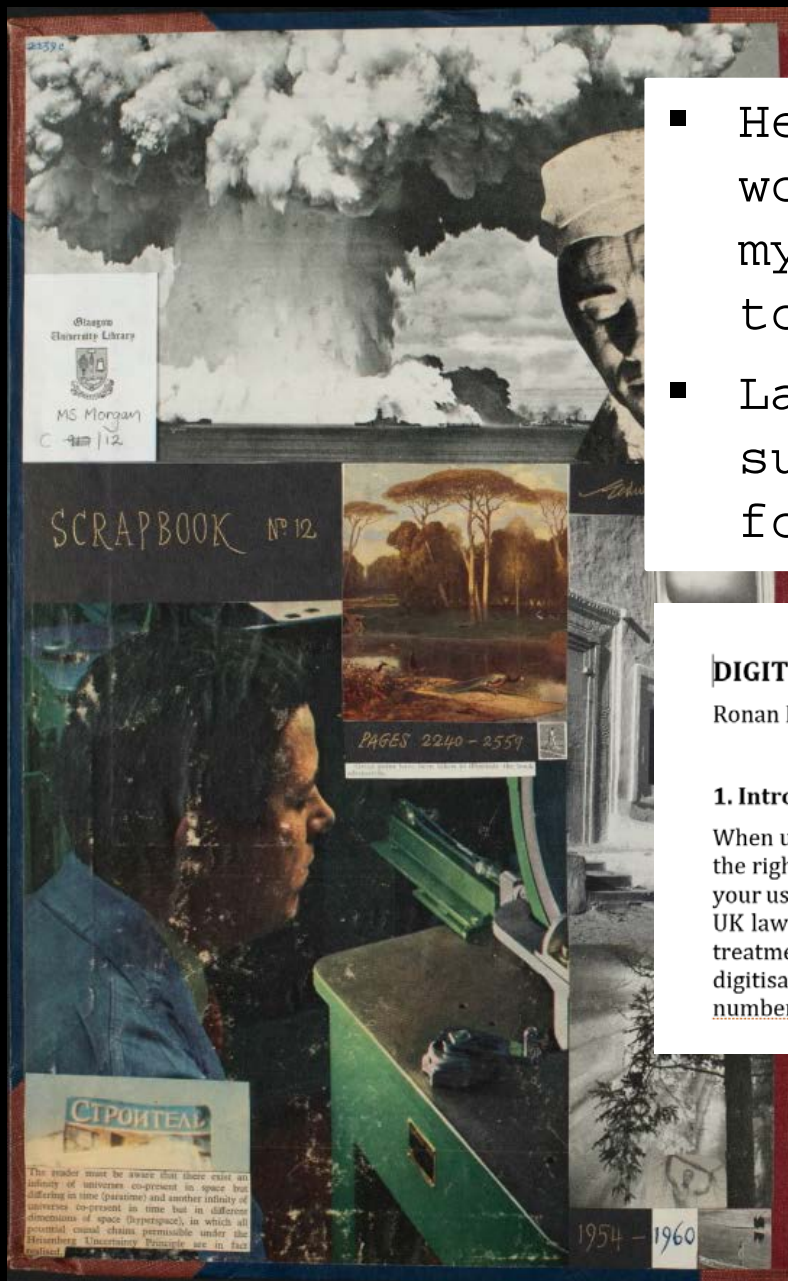 2559c
Glasgow
University Library
MS Morgan
C 12
SCRAPBOOK Nº 12
PAGES 2240-2559
СТРОИТЕЛЬ
The reader must be aware that there exist an
infinity of universes co-present in space but
differing in time (paratime) and another infinity of
universes co-present in time but in different
dimensions of space (hyperspace), in which all
potential causal chains permissible under the
Heisenberg Uncertainty Principle are in fact
realised.
1954 - 1960
▪ He
wo
my
to
▪ La
su
fo
DIGIT
Ronan
1. Intro
When u
the righ
your us
UK law
treatme
digitisa
number